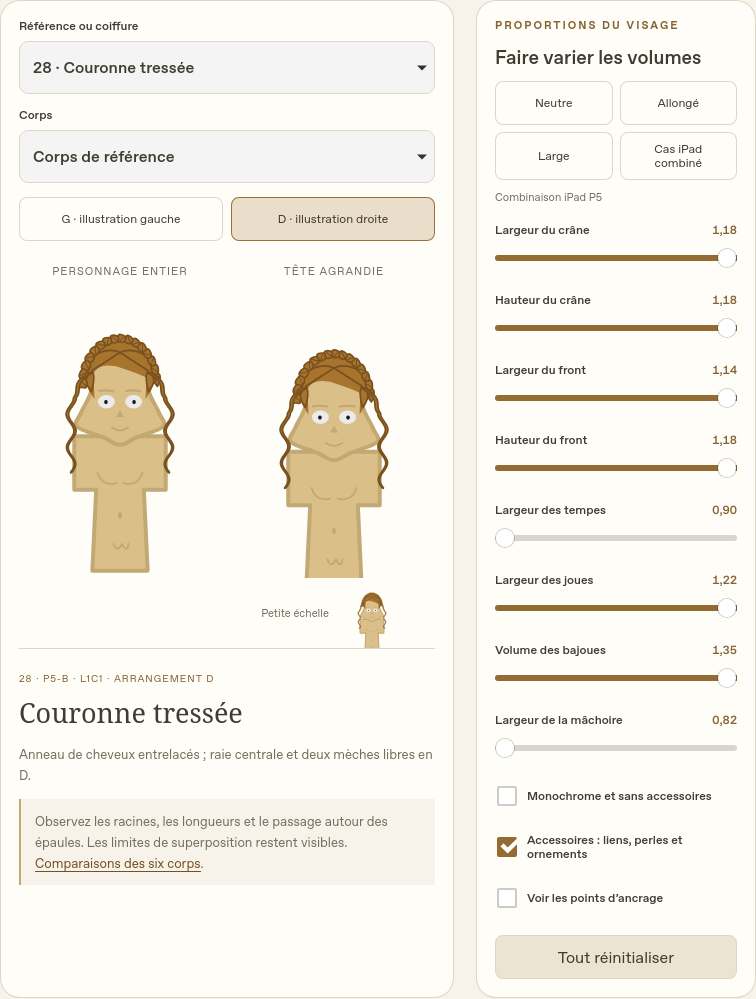 Référence ou coiffure
28 · Couronne tressée
Corps
Corps de référence
G · illustration gauche
D · illustration droite
PERSONNAGE ENTIER
TÊTE AGRANDIE
Petite échelle
28 · P5-B · L1C1 · ARRANGEMENT D
Couronne tressée
Anneau de cheveux entrelacés ; raie centrale et deux mèches libres en
D.
Observez les racines, les longueurs et le passage autour des
épaules. Les limites de superposition restent visibles.
Comparaisons des six corps.
PROPORTIONS DU VISAGE
Faire varier les volumes
Neutre
Allongé
Large
Cas iPad
combiné
Combinaison iPad P5
Largeur du crâne 1,18
Hauteur du crâne 1,18
Largeur du front 1,14
Hauteur du front 1,18
Largeur des tempes 0,90
Largeur des joues 1,22
Volume des bajoues 1,35
Largeur de la mâchoire 0,82
Monochrome et sans accessoires
Accessoires : liens, perles et
ornements
Voir les points d’ancrage
Tout réinitialiser